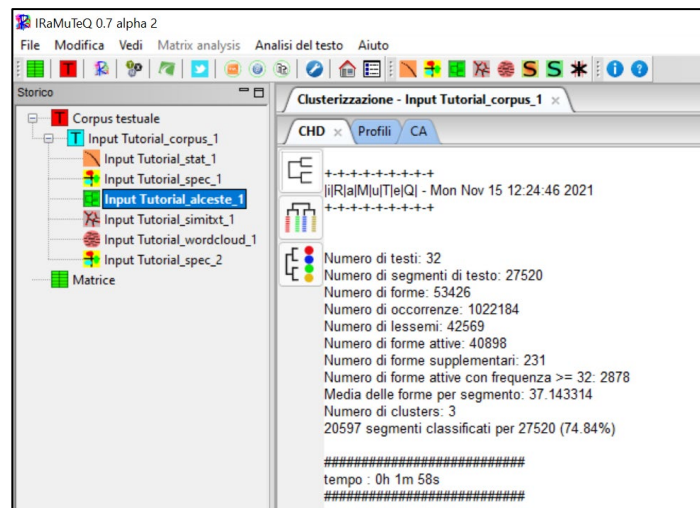 IRaMuTeQ 0.7 alpha 2
File Modifica Vedi Matrix analysis Analisi del testo Aiuto
Storico
Corpus testuale
Input Tutorial_corpus_1
Input Tutorial_stat_1
Input Tutorial_spec_1
Input Tutorial_alceste_1
Input Tutorial_simitxt_1
Input Tutorial_wordcloud_1
Input Tutorial_spec_2
Matrice
Clusterizzazione - Input Tutorial_corpus_1 ×
CHD × Profili CA
+-+-+-+-+-+-+-+-+
|i|R|a|M|u|T|e|Q| - Mon Nov 15 12:24:46 2021
+-+-+-+-+-+-+-+-+
Numero di testi: 32
Numero di segmenti di testo: 27520
Numero di forme: 53426
Numero di occorrenze: 1022184
Numero di lessemi: 42569
Numero di forme attive: 40898
Numero di forme supplementari: 231
Numero di forme attive con frequenza >= 32: 2878
Media delle forme per segmento: 37.143314
Numero di clusters: 3
20597 segmenti classificati per 27520 (74.84%)
###########################
tempo : 0h 1m 58s
###########################